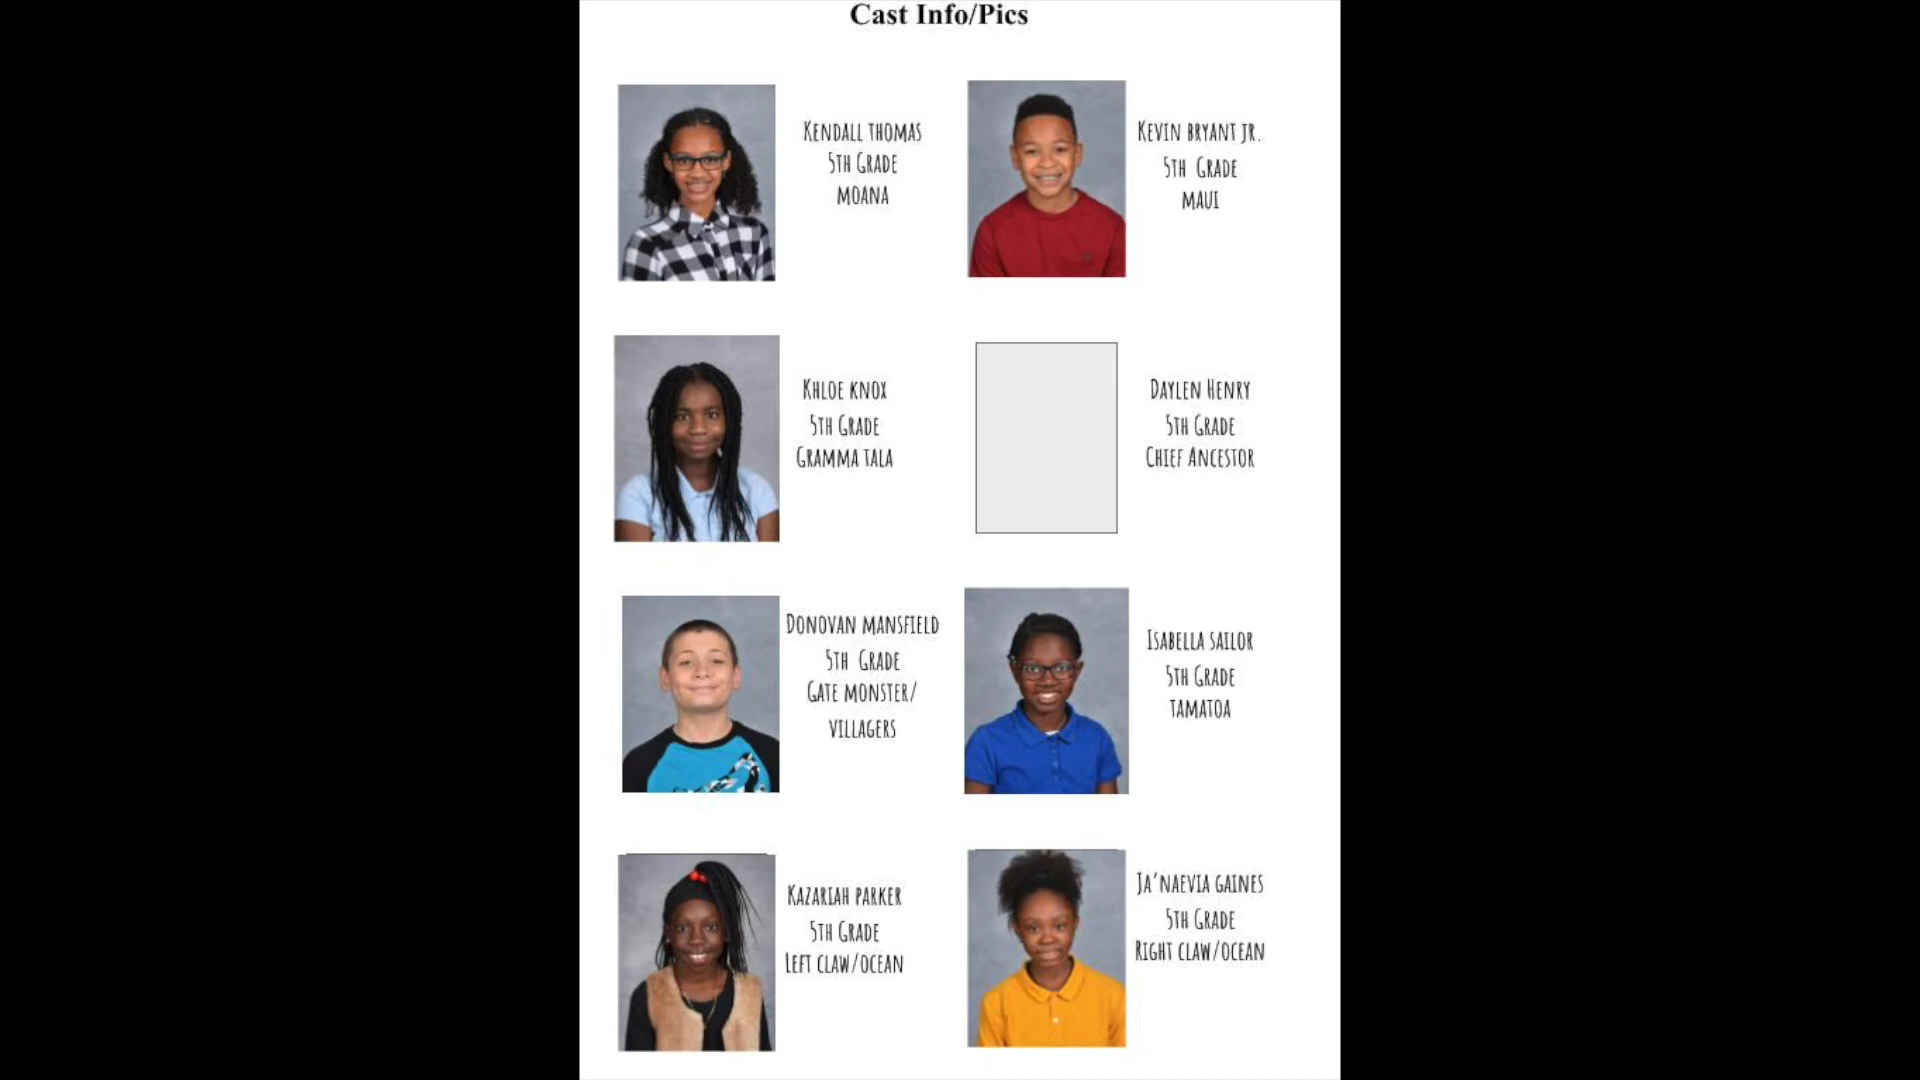 Cast Info/Pics
Kendall Thomas
5th Grade
Moana
Kevin Bryant Jr.
5th Grade
Maui
Khloe Knox
5th Grade
Gramma Tala
Daylen Henry
5th Grade
Chief Ancestor
Donovan Mansfield
5th Grade
Gate Monster/
Villagers
Isabella Sailor
5th Grade
Tamatoa
Kazariah Parker
5th Grade
Left Claw/Ocean
Ja'Naevia Gaines
5th Grade
Right Claw/Ocean